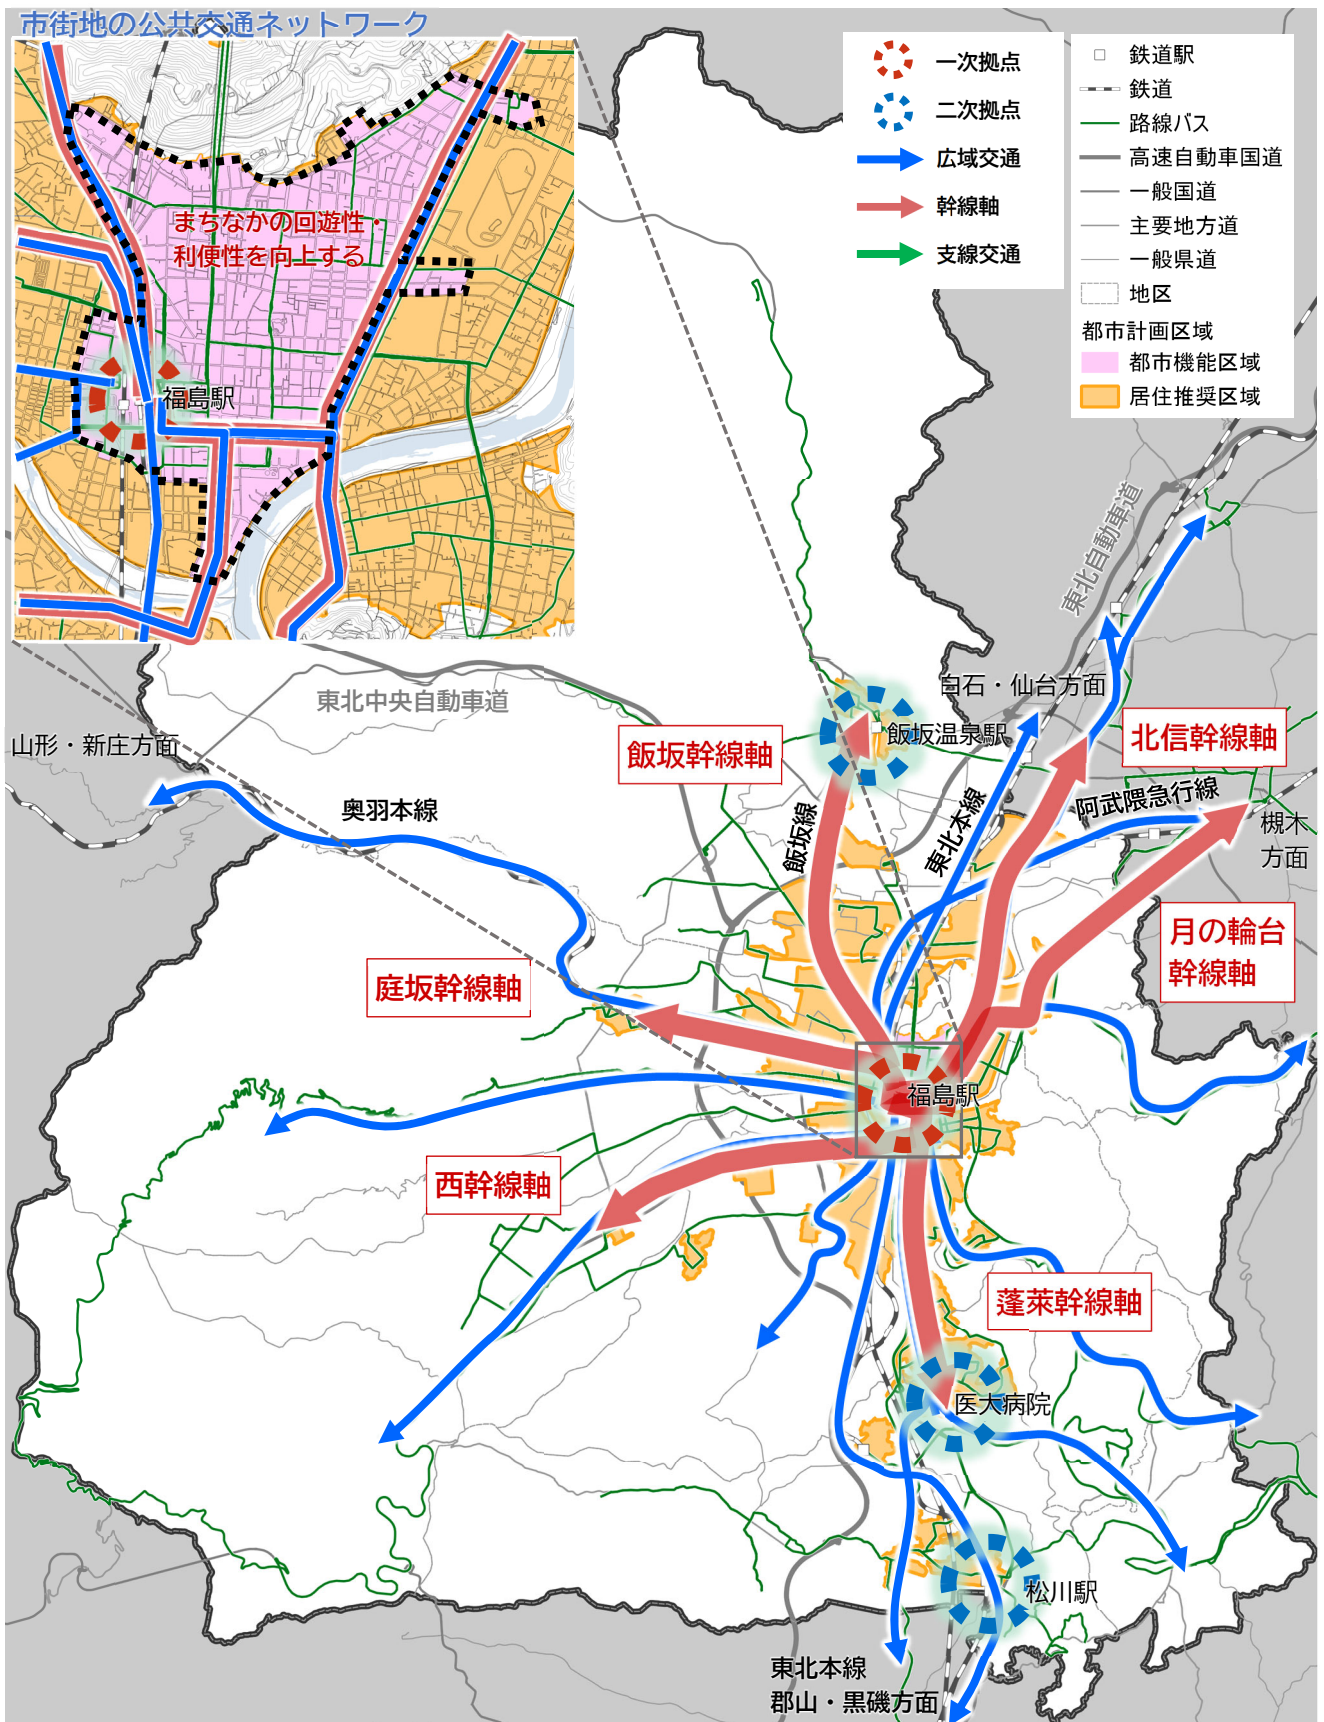 市街地の公共交通ネットワーク
まちなかの回遊性・
利便性を向上する
福島駅
一次拠点
二次拠点
広域交通
幹線軸
支線交通
鉄道駅
鉄道
路線バス
高速自動車国道
一般国道
主要地方道
一般県道
地区
都市計画区域
都市機能区域
居住推奨区域
東北自動車道
東北中央自動車道
白石・仙台方面
山形・新庄方面
飯坂幹線軸
飯坂温泉駅
北信幹線軸
奥羽本線
飯坂線
東北本線
阿武隈急行線
槻木
方面
月の輪台
幹線軸
庭坂幹線軸
福島駅
西幹線軸
蓬莱幹線軸
医大病院
松川駅
東北本線
郡山・黒磯方面